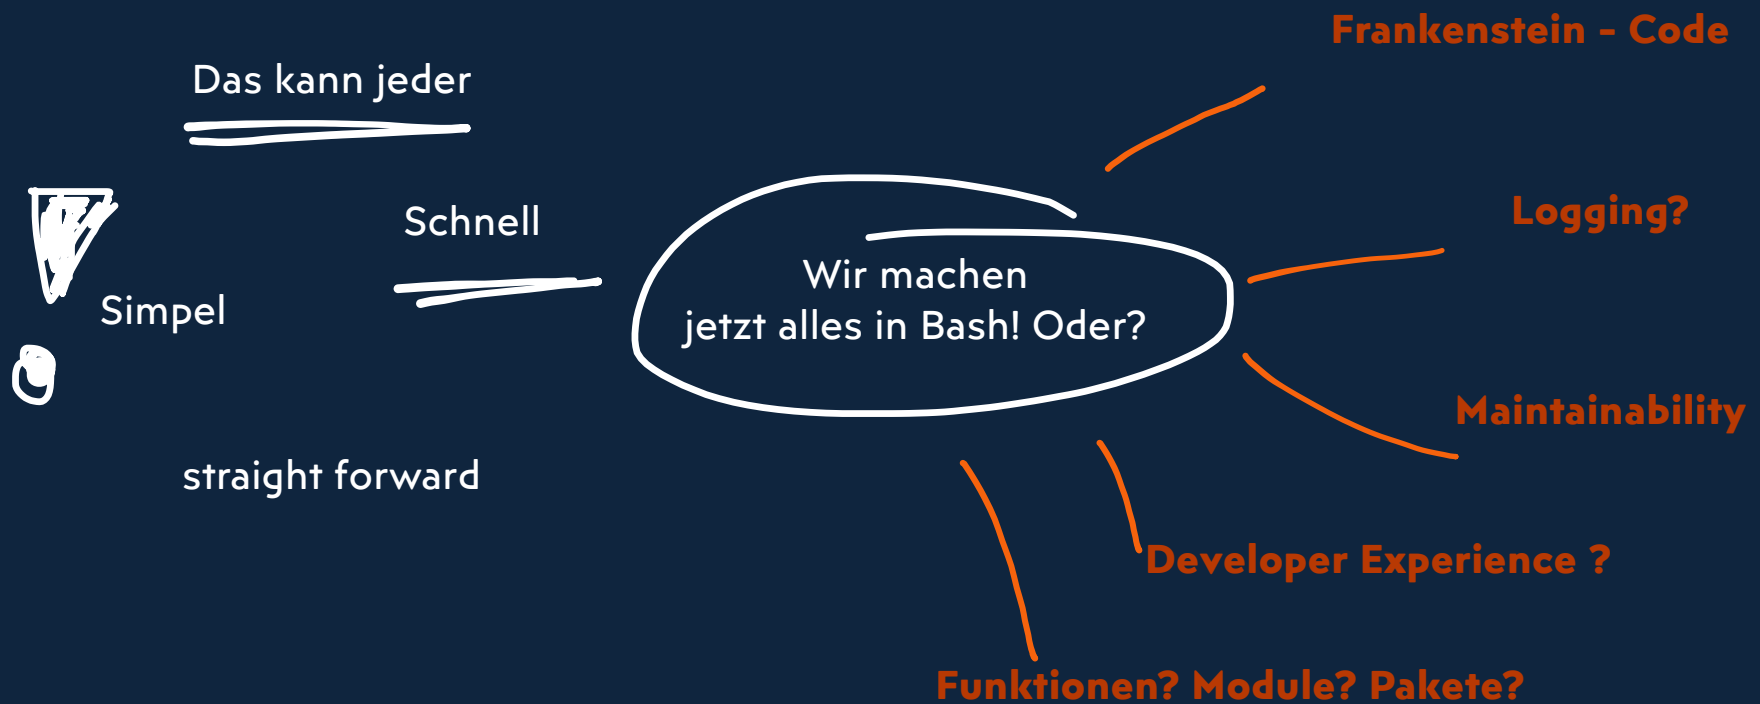 Frankenstein - Code
Das kann jeder
Schnell
Logging?
Simpel
Wir machen
jetzt alles in Bash! Oder?
Maintainability
straight forward
Developer Experience ?
Funktionen? Module? Pakete?